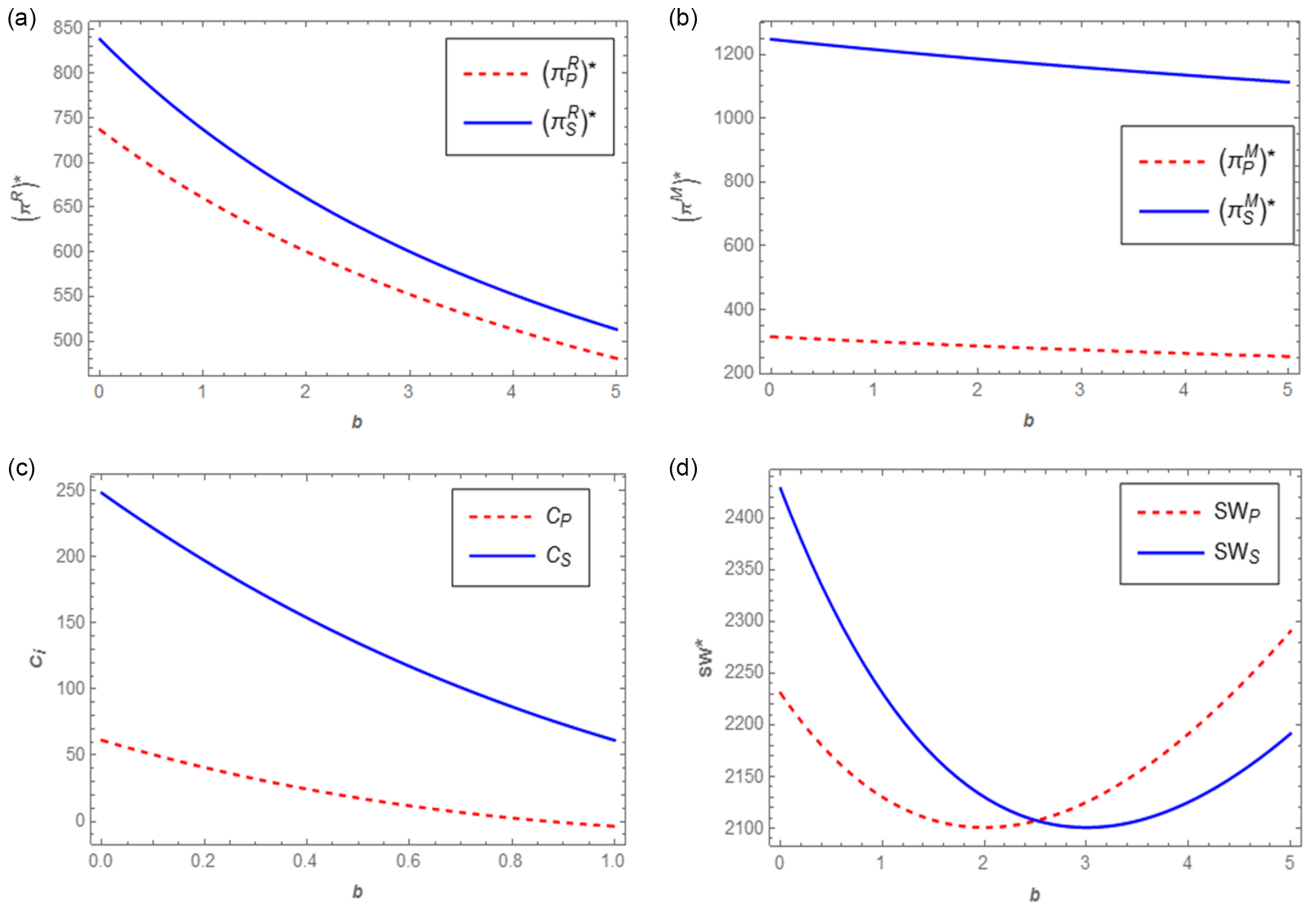 (a)
850
800
750
700
650
600
550
500
(π^R)*
(π_P^R)*
(π_S^R)*
0 1 2 3 4 5
b
(b)
1200
1000
800
600
400
200
(π^M)*
(π_P^M)*
(π_S^M)*
0 1 2 3 4 5
b
(c)
250
200
150
100
50
0
C_i
C_P
C_S
0.0 0.2 0.4 0.6 0.8 1.0
b
(d)
2400
2350
2300
2250
2200
2150
2100
SW*
SW_P
SW_S
0 1 2 3 4 5
b